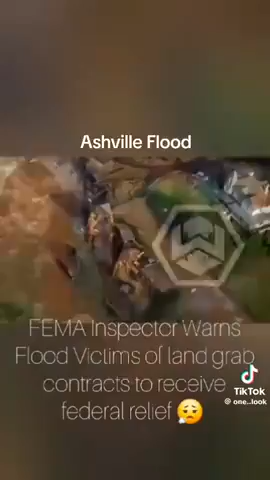 Ashville Flood
FEMA Inspector Warns
Flood Victims of land grab
contracts to receive
federal relief 😮‍💨
TikTok
@ one._.look